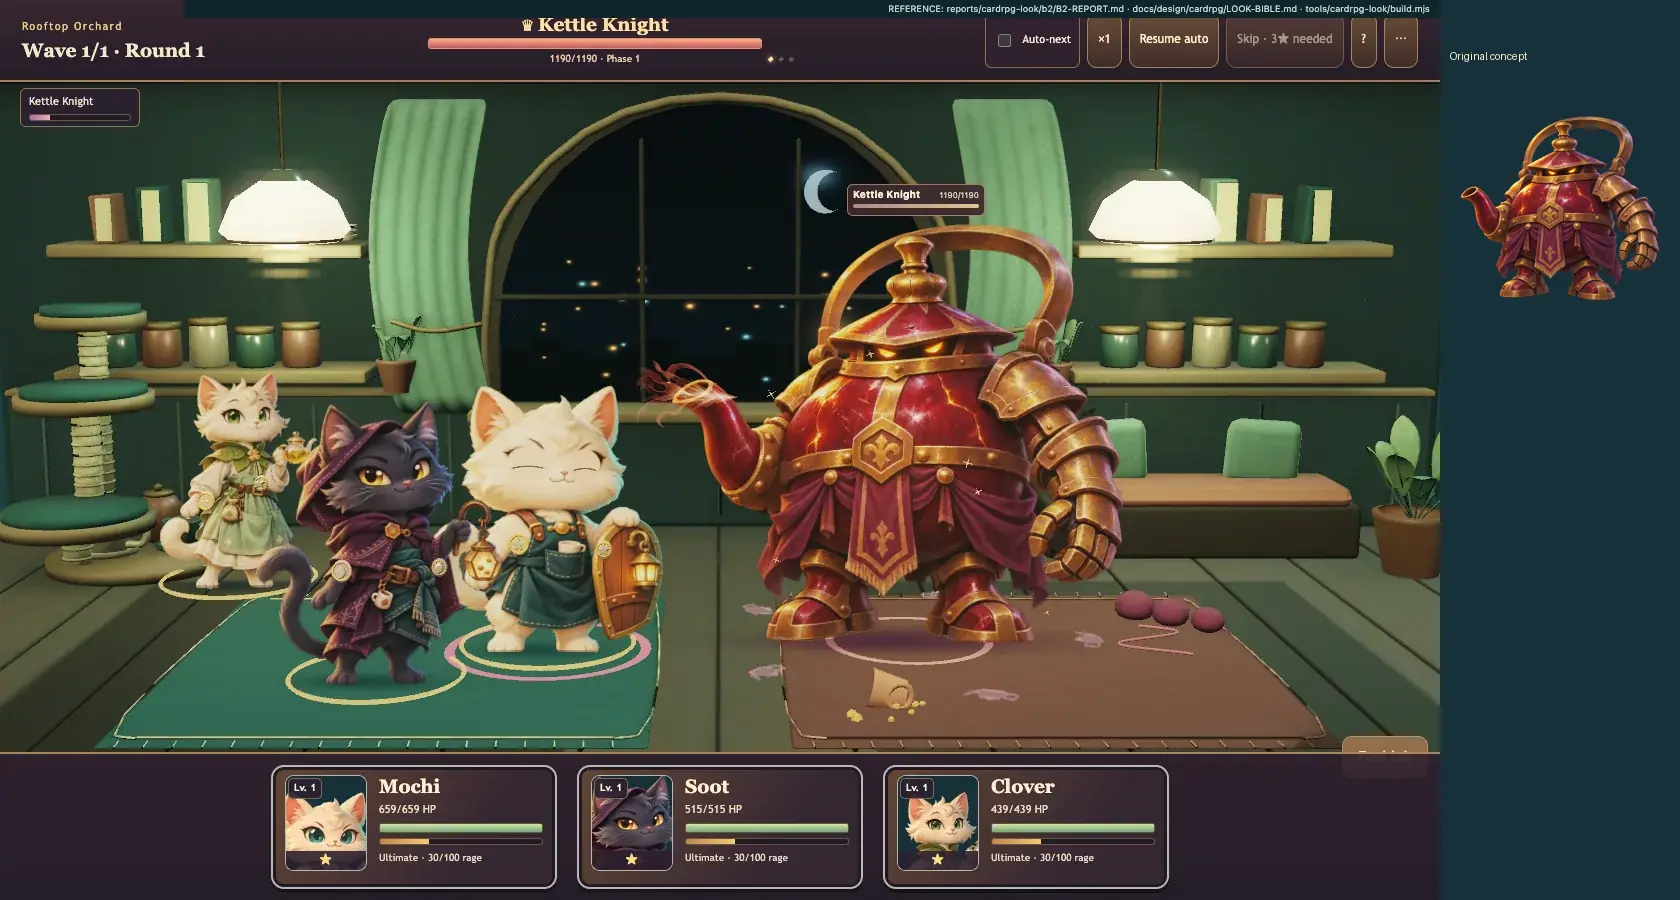 REFERENCE: reports/cardrpg-look/b2/B2-REPORT.md · docs/design/cardrpg/LOOK-BIBLE.md · tools/cardrpg-look/build.mjs
Rooftop Orchard
Wave 1/1 · Round 1
♛ Kettle Knight
1190/1190 · Phase 1
Auto-next
×1
Resume auto
Skip · 3★ needed
?
...
Original concept
Kettle Knight
Kettle Knight 1190/1190
Lv. 1
Mochi
659/659 HP
Ultimate · 30/100 rage
Lv. 1
Soot
515/515 HP
Ultimate · 30/100 rage
Lv. 1
Clover
439/439 HP
Ultimate · 30/100 rage